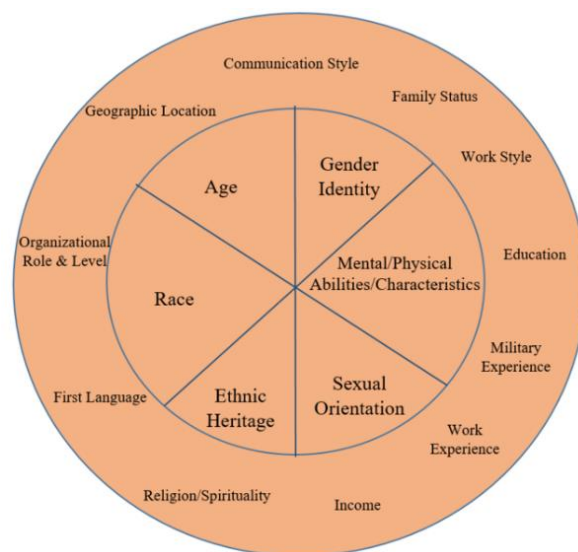 Communication Style
Family Status
Geographic Location
Work Style
Gender
Identity
Age
Organizational
Role & Level
Education
Mental/Physical
Abilities/Characteristics
Race
Military
Experience
First Language
Ethnic
Heritage
Sexual
Orientation
Work
Experience
Religion/Spirituality
Income